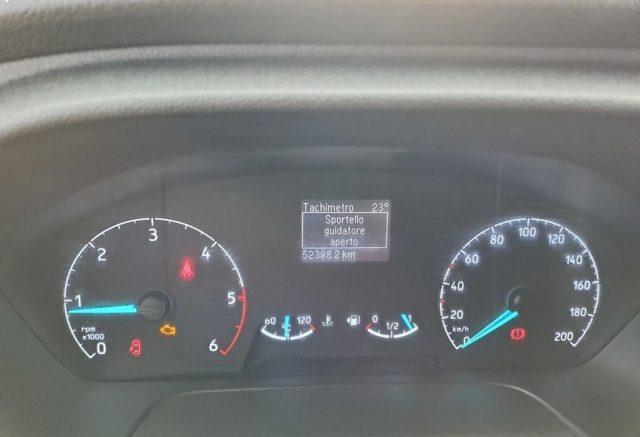 Tachimetro 23°
Sportello
guidatore
aperto
52388.2 km
0 1 2 3 4 5 6
rpm
x1000
60 120
0 1/2 1
0 20 40 60 80 100 120 140 160 180 200
km/h